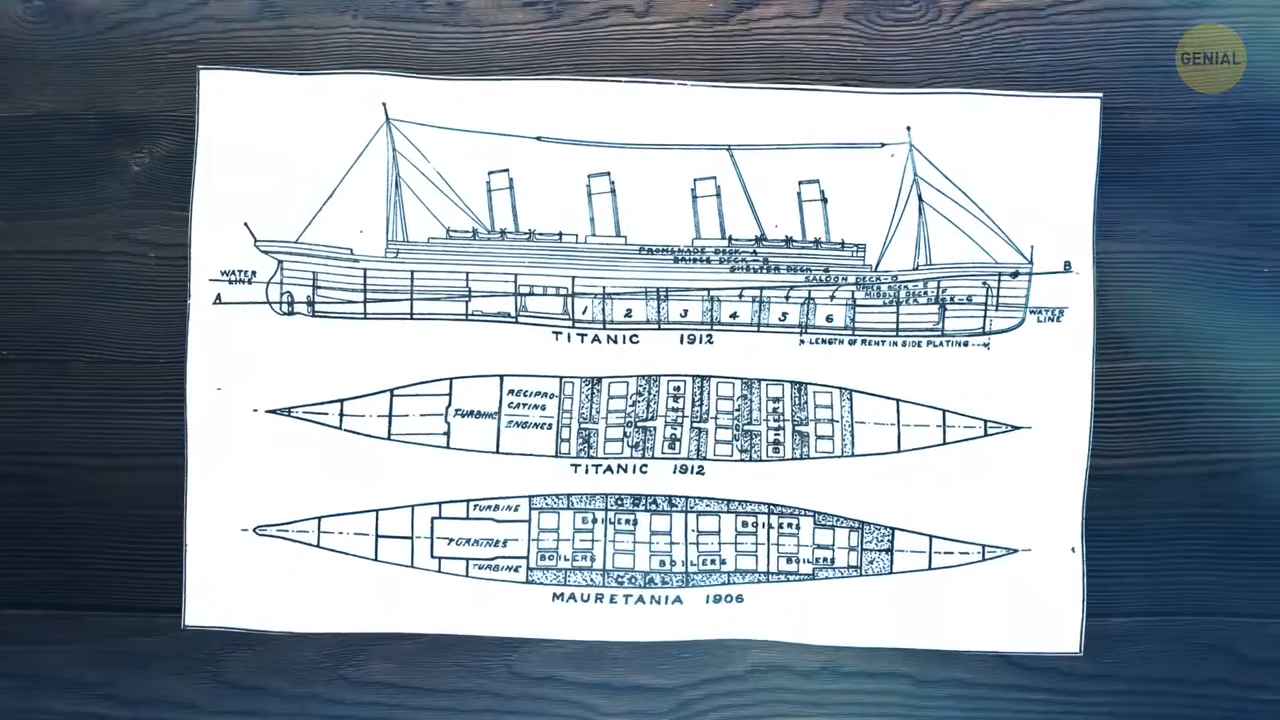 GENIAL
PROMENADE DECK-A
BRIDGE DECK-B
SHELTER DECK-C
SALOON DECK-D
UPPER DECK-E
MIDDLE DECK-F
LOWER DECK-G
WATER LINE
A
B
1 2 3 4 5 6
WATER LINE
TITANIC 1912
LENGTH OF RENT IN SIDE PLATING
TURBINE
RECIPRO-
CATING
ENGINES
COAL
BOILERS
COAL
BOILERS
TITANIC 1912
TURBINE
TURBINES
TURBINE
BOILERS
BOILERS
BOILERS
BOILERS
BOILERS
COAL
MAURETANIA 1906